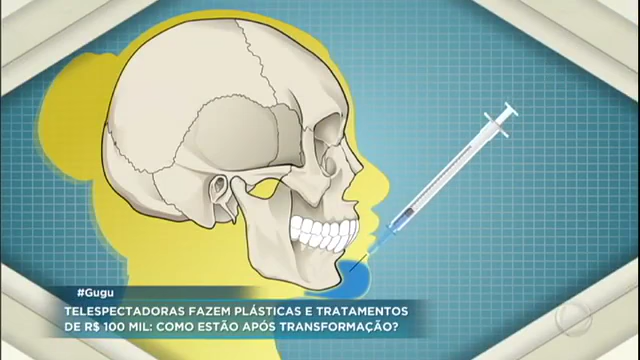 #Gugu
TELESPECTADORAS FAZEM PLÁSTICAS E TRATAMENTOS
DE R$ 100 MIL: COMO ESTÃO APÓS TRANSFORMAÇÃO?